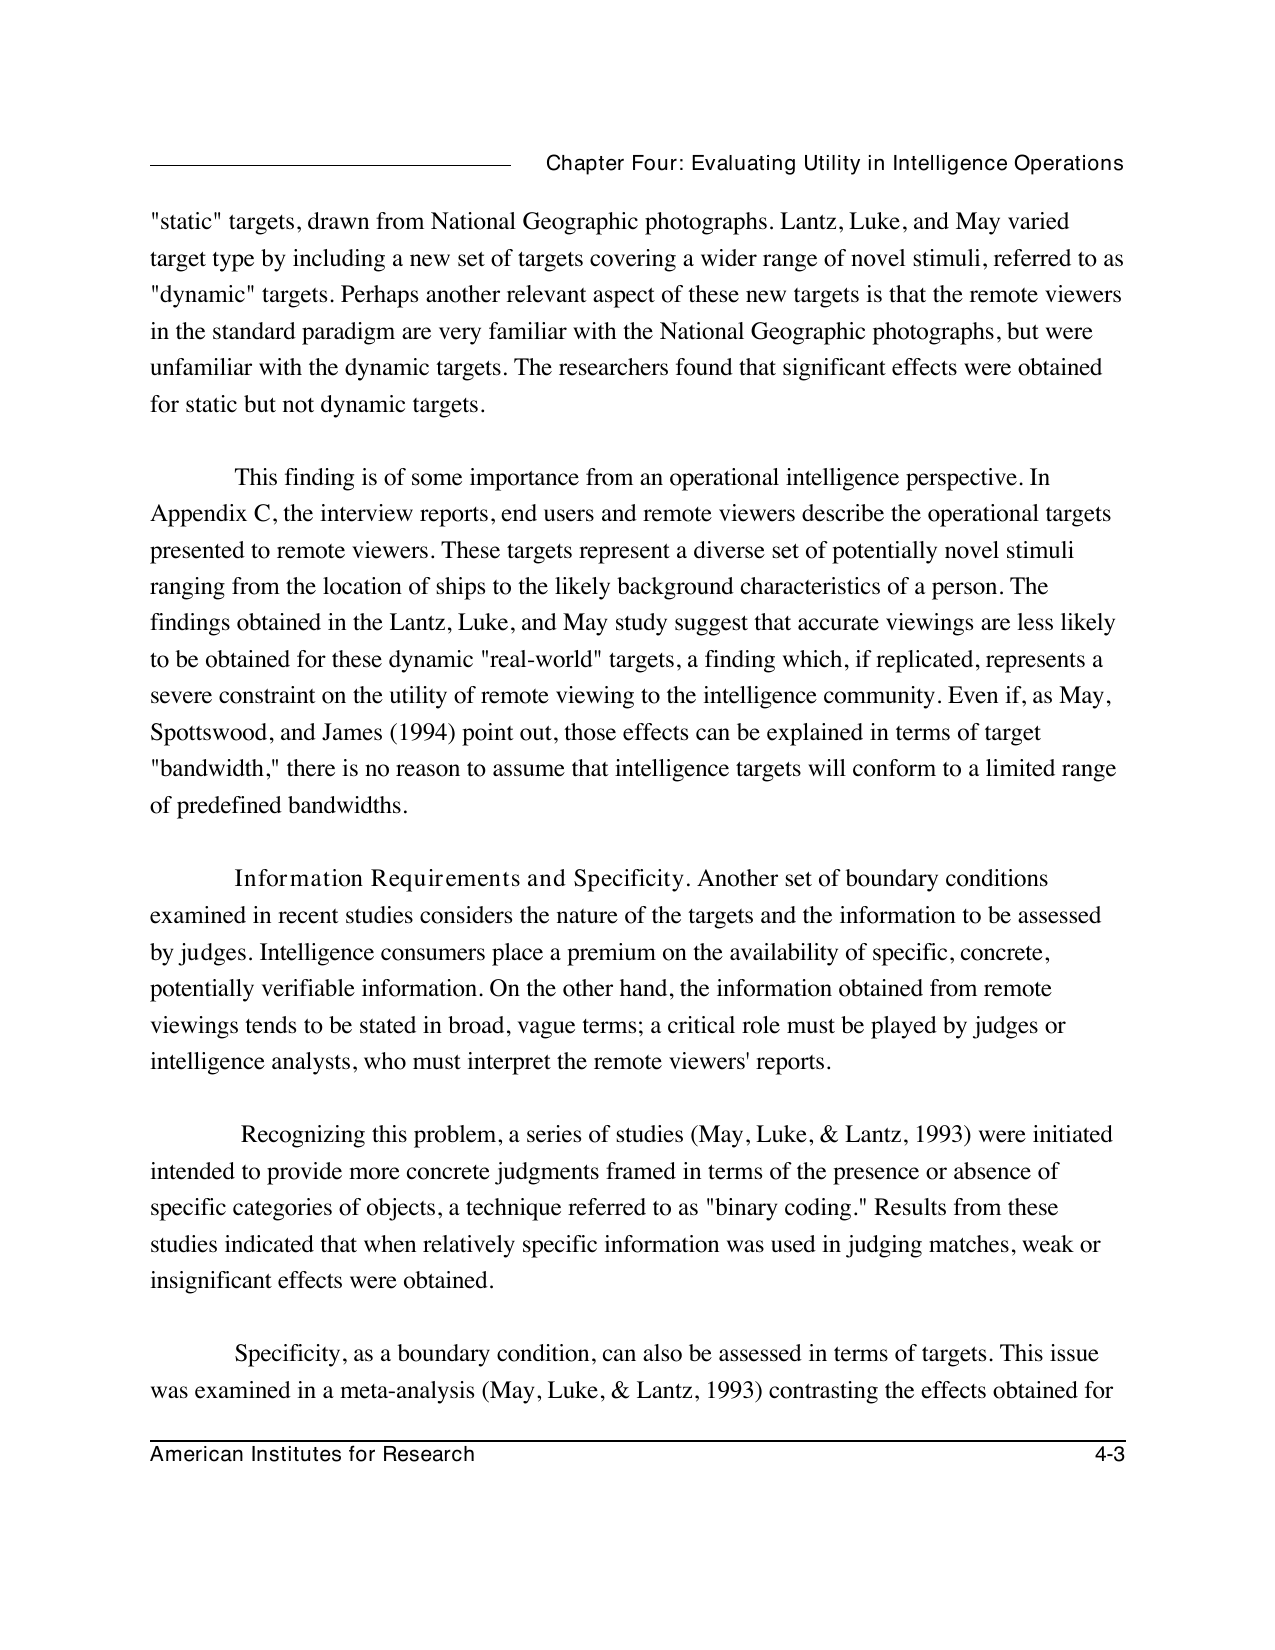 Chapter Four: Evaluating Utility in Intelligence Operations
"static" targets, drawn from National Geographic photographs. Lantz, Luke, and May varied
target type by including a new set of targets covering a wider range of novel stimuli, referred to as
"dynamic" targets. Perhaps another relevant aspect of these new targets is that the remote viewers
in the standard paradigm are very familiar with the National Geographic photographs, but were
unfamiliar with the dynamic targets. The researchers found that significant effects were obtained
for static but not dynamic targets.
This finding is of some importance from an operational intelligence perspective. In
Appendix C, the interview reports, end users and remote viewers describe the operational targets
presented to remote viewers. These targets represent a diverse set of potentially novel stimuli
ranging from the location of ships to the likely background characteristics of a person. The
findings obtained in the Lantz, Luke, and May study suggest that accurate viewings are less likely
to be obtained for these dynamic "real-world" targets, a finding which, if replicated, represents a
severe constraint on the utility of remote viewing to the intelligence community. Even if, as May,
Spottswood, and James (1994) point out, those effects can be explained in terms of target
"bandwidth," there is no reason to assume that intelligence targets will conform to a limited range
of predefined bandwidths.
Information Requirements and Specificity. Another set of boundary conditions
examined in recent studies considers the nature of the targets and the information to be assessed
by judges. Intelligence consumers place a premium on the availability of specific, concrete,
potentially verifiable information. On the other hand, the information obtained from remote
viewings tends to be stated in broad, vague terms; a critical role must be played by judges or
intelligence analysts, who must interpret the remote viewers' reports.
Recognizing this problem, a series of studies (May, Luke, & Lantz, 1993) were initiated
intended to provide more concrete judgments framed in terms of the presence or absence of
specific categories of objects, a technique referred to as "binary coding." Results from these
studies indicated that when relatively specific information was used in judging matches, weak or
insignificant effects were obtained.
Specificity, as a boundary condition, can also be assessed in terms of targets. This issue
was examined in a meta-analysis (May, Luke, & Lantz, 1993) contrasting the effects obtained for
American Institutes for Research 4-3